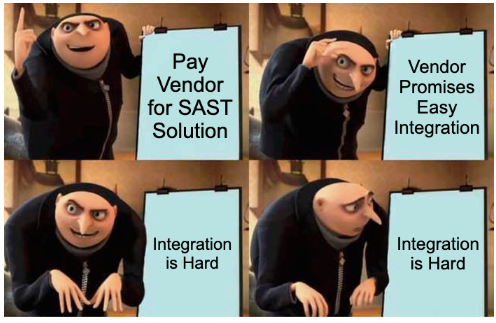 Pay
Vendor
for SAST
Solution
Vendor
Promises
Easy
Integration
Integration
is Hard
Integration
is Hard